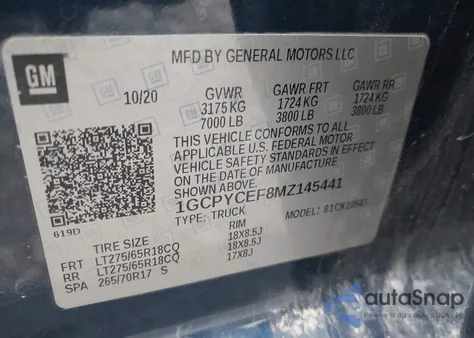 GM
MFD BY GENERAL MOTORS LLC
10/20 GVWR GAWR FRT GAWR RR
3175 KG 1724 KG 1724 KG
7000 LB 3800 LB 3800 LB
THIS VEHICLE CONFORMS TO ALL
APPLICABLE U.S. FEDERAL MOTOR
VEHICLE SAFETY STANDARDS IN
EFFECT ON THE DATE OF
MANUFACTURE SHOWN ABOVE.
1GCPYCEF8MZ145441
619D TYPE: TRUCK MODEL: 81CK10543
TIRE SIZE RIM
FRT LT275/65R18CQ 18X8.5J
RR LT275/65R18CQ 18X8.5J
SPA 265/70R17 S 17X8J
autoSnap